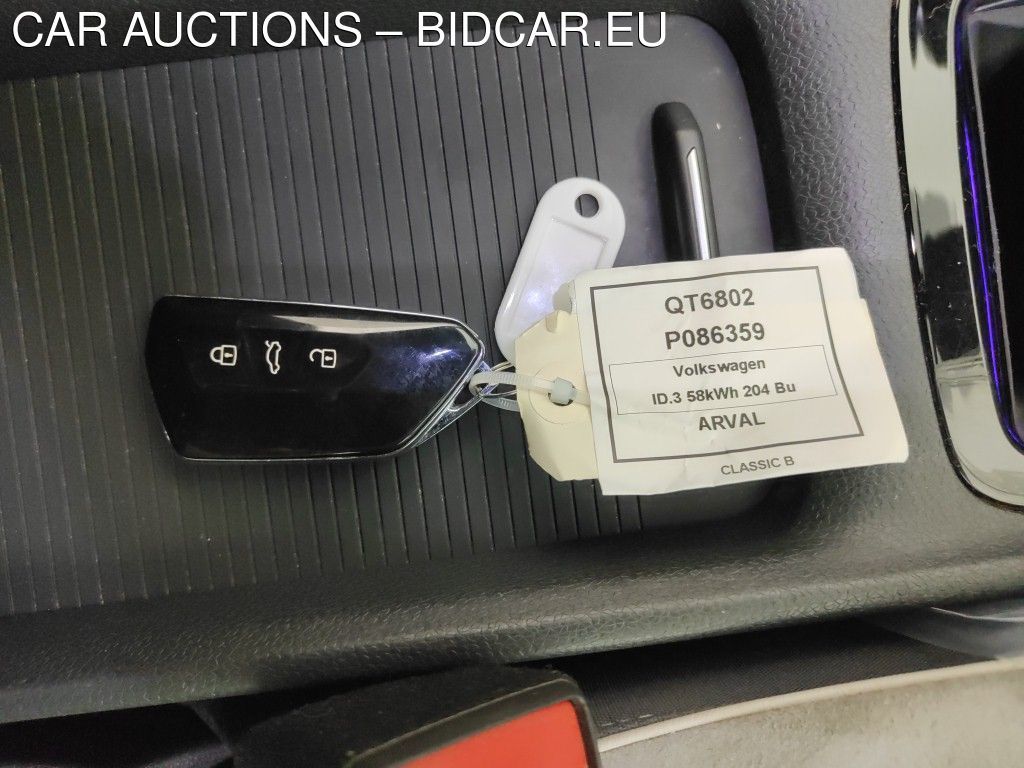 CAR AUCTIONS – BIDCAR.EU
QT6802
P086359
Volkswagen
ID.3 58kWh 204 Bu
ARVAL
CLASSIC B